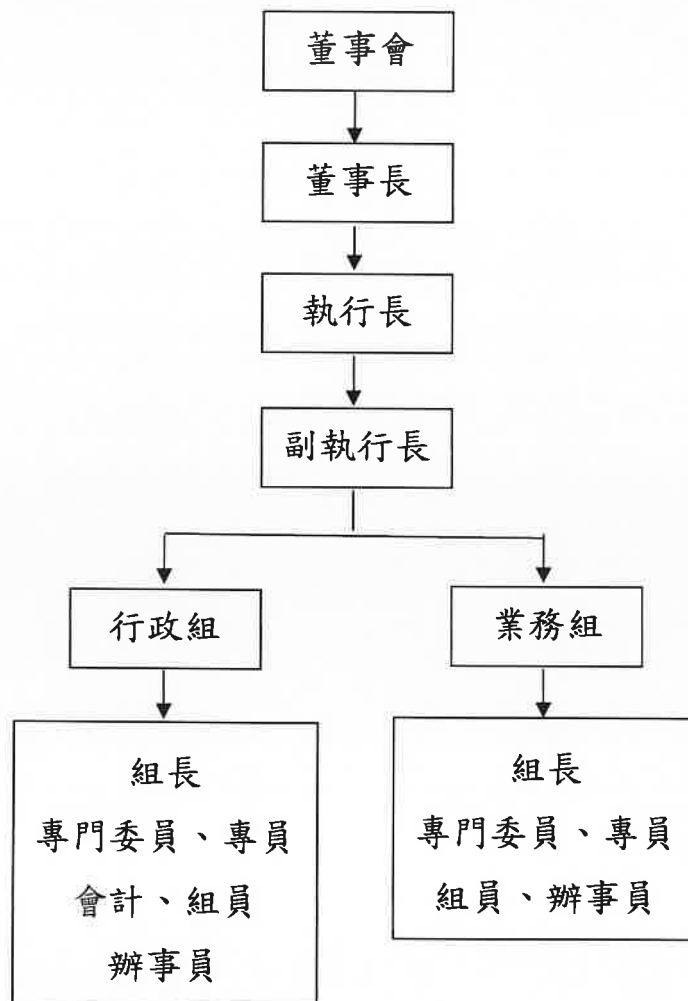 董事會
董事長
執行長
副執行長
行政組
業務組
組長
專門委員、專員
會計、組員
辦事員
組長
專門委員、專員
組員、辦事員